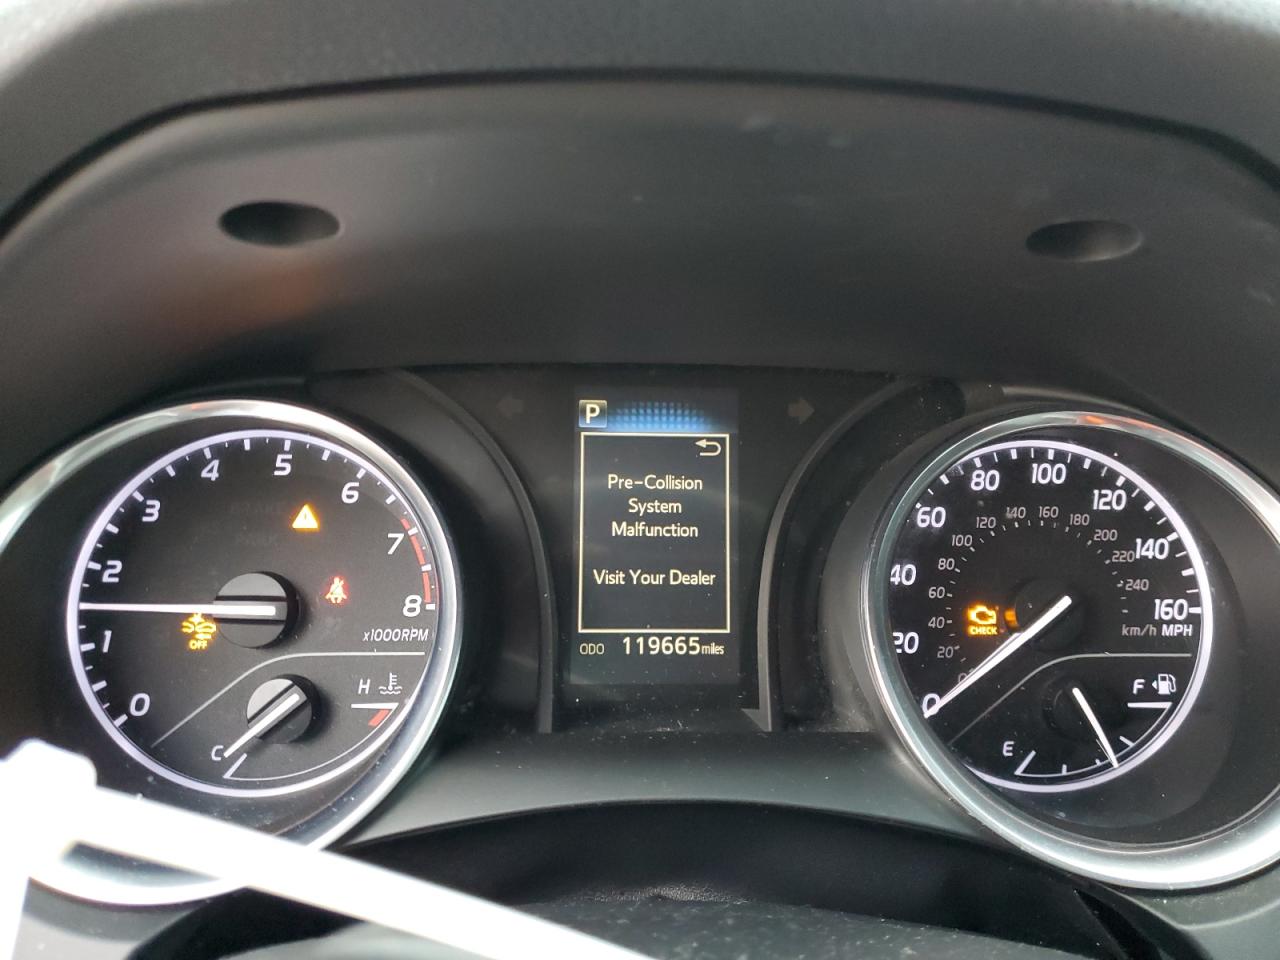 P
Pre-Collision
System
Malfunction
Visit Your Dealer
ODO 119665 miles
0
1
2
3
4
5
6
7
8
x1000RPM
OFF
H
C
0
20
40
60
80
100
120
140
160
0
20
40
60
80
100
120
140
160
180
200
220
240
km/h MPH
CHECK
F
E